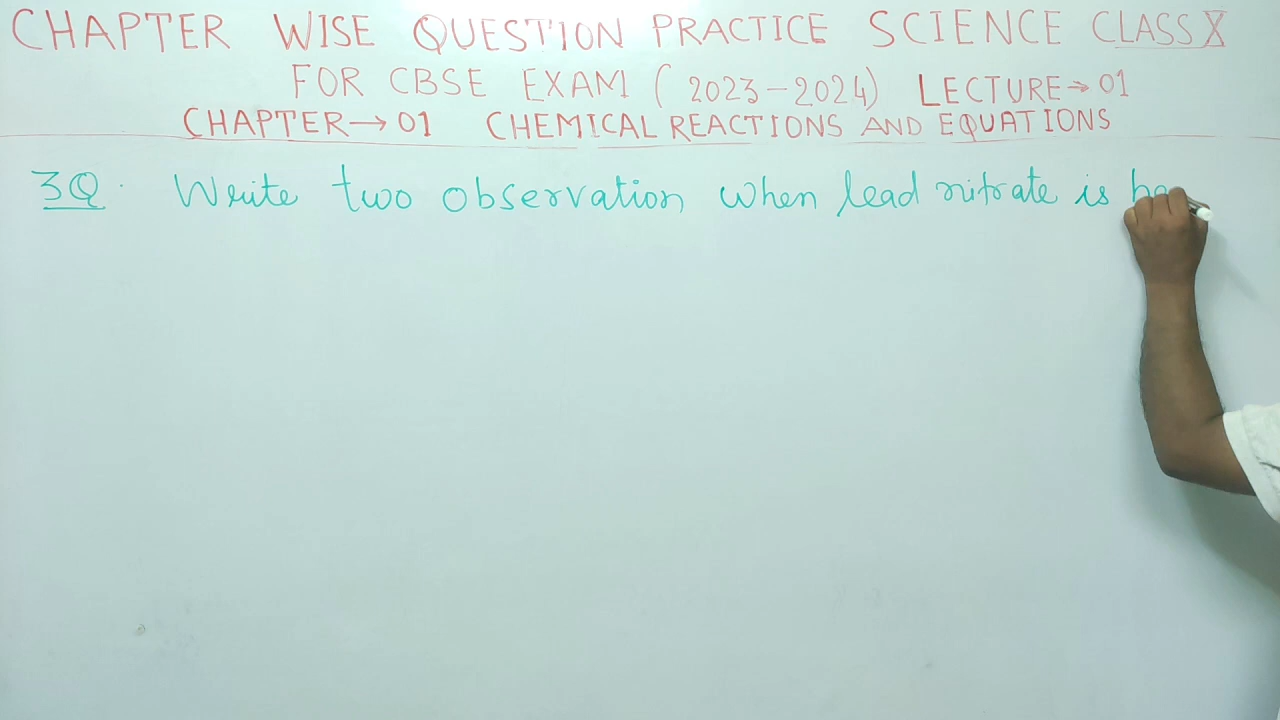 CHAPTER WISE QUESTION PRACTICE SCIENCE CLASS X
FOR CBSE EXAM (2023-2024) LECTURE→01
CHAPTER→01 CHEMICAL REACTIONS AND EQUATIONS
3Q. Write two observation when lead nitrate is